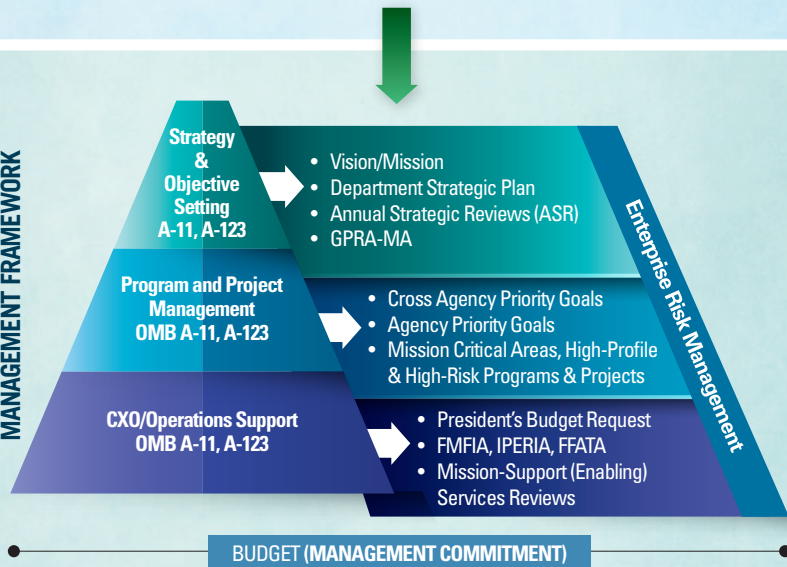 MANAGEMENT FRAMEWORK
Strategy
&
Objective
Setting
A-11, A-123
• Vision/Mission
• Department Strategic Plan
• Annual Strategic Reviews (ASR)
• GPRA-MA
Program and Project
Management
OMB A-11, A-123
• Cross Agency Priority Goals
• Agency Priority Goals
• Mission Critical Areas, High-Profile
& High-Risk Programs & Projects
CXO/Operations Support
OMB A-11, A-123
• President’s Budget Request
• FMFIA, IPERIA, FFATA
• Mission-Support (Enabling)
Services Reviews
Enterprise Risk Management
BUDGET (MANAGEMENT COMMITMENT)